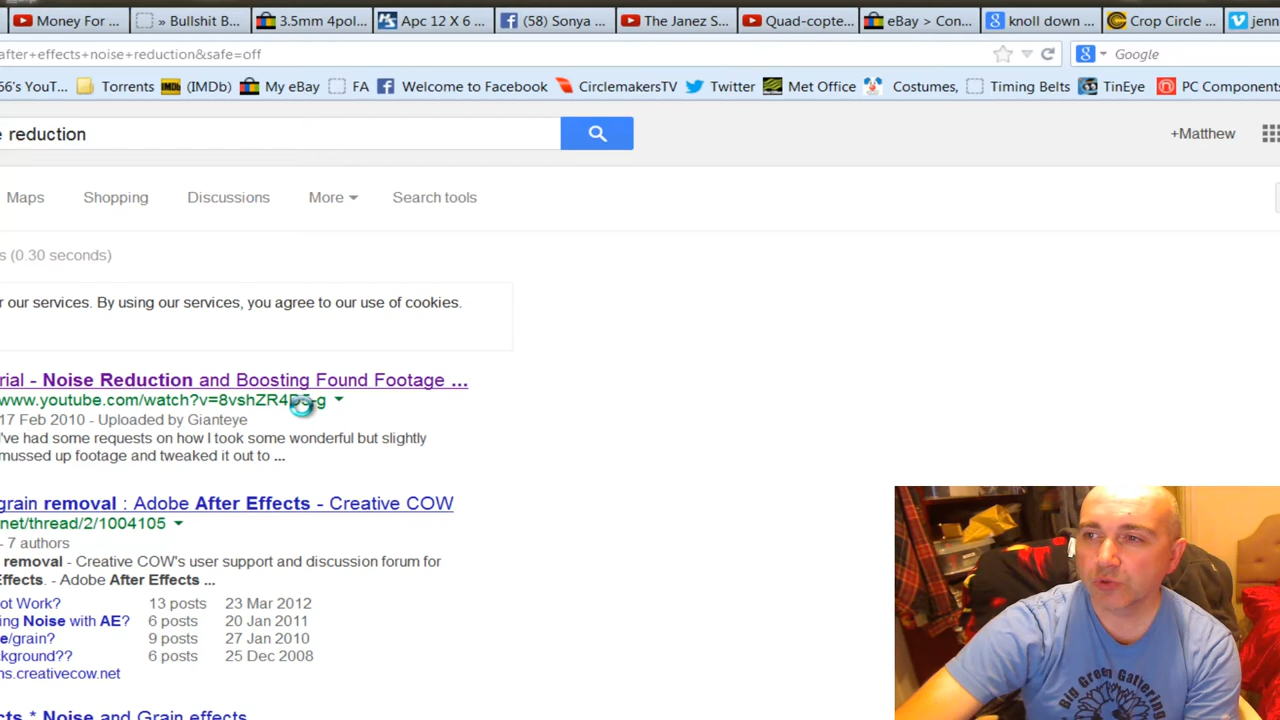 Money For ...
» Bullshit B...
3.5mm 4pol...
Apc 12 X 6 ...
(58) Sonya ...
The Janez S...
Quad-copte...
eBay > Con...
knoll down ...
Crop Circle ...
jenn
after+effects+noise+reduction&safe=off
Google
66's YouT...
Torrents
(IMDb)
My eBay
FA
Welcome to Facebook
CirclemakersTV
Twitter
Met Office
Costumes,
Timing Belts
TinEye
PC Components
reduction
+Matthew
Maps
Shopping
Discussions
More
Search tools
s (0.30 seconds)
r our services. By using our services, you agree to our use of cookies.
rial - Noise Reduction and Boosting Found Footage ...
www.youtube.com/watch?v=8vshZR4
17 Feb 2010 - Uploaded by Gianteye
I've had some requests on how I took some wonderful but slightly
mussed up footage and tweaked it out to ...
grain removal : Adobe After Effects - Creative COW
net/thread/2/1004105
- 7 authors
removal - Creative COW's user support and discussion forum for
Effects. - Adobe After Effects ...
ot Work? 13 posts 23 Mar 2012
ing Noise with AE? 6 posts 20 Jan 2011
e/grain? 9 posts 27 Jan 2010
kground?? 6 posts 25 Dec 2008
ns.creativecow.net
cts * Noise and Grain effects
Big Green Gathering